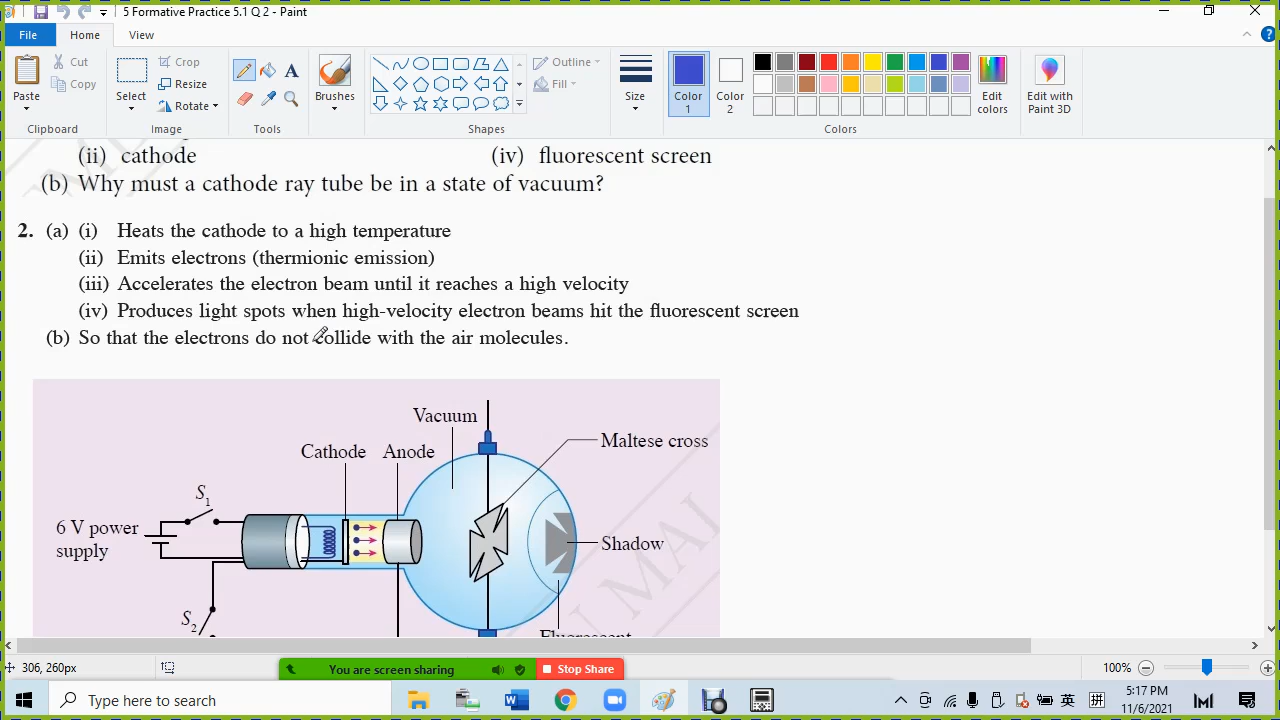 5 Formative Practice 5.1 Q 2 - Paint
File Home View
Paste Cut Copy Clipboard
Select Crop Resize Rotate Image
Tools
Brushes
Outline Fill Shapes
Size
Color 1 Color 2 Edit colors Colors
Edit with Paint 3D
(ii) cathode (iv) fluorescent screen
(b) Why must a cathode ray tube be in a state of vacuum?
2. (a) (i) Heats the cathode to a high temperature
(ii) Emits electrons (thermionic emission)
(iii) Accelerates the electron beam until it reaches a high velocity
(iv) Produces light spots when high-velocity electron beams hit the fluorescent screen
(b) So that the electrons do not collide with the air molecules.
Vacuum
Maltese cross
Cathode Anode
S1
6 V power
supply
Shadow
S2
Fluorescent
306, 260px
You are screen sharing Stop Share
100%
Type here to search
英 拼
5:17 PM
11/6/2021